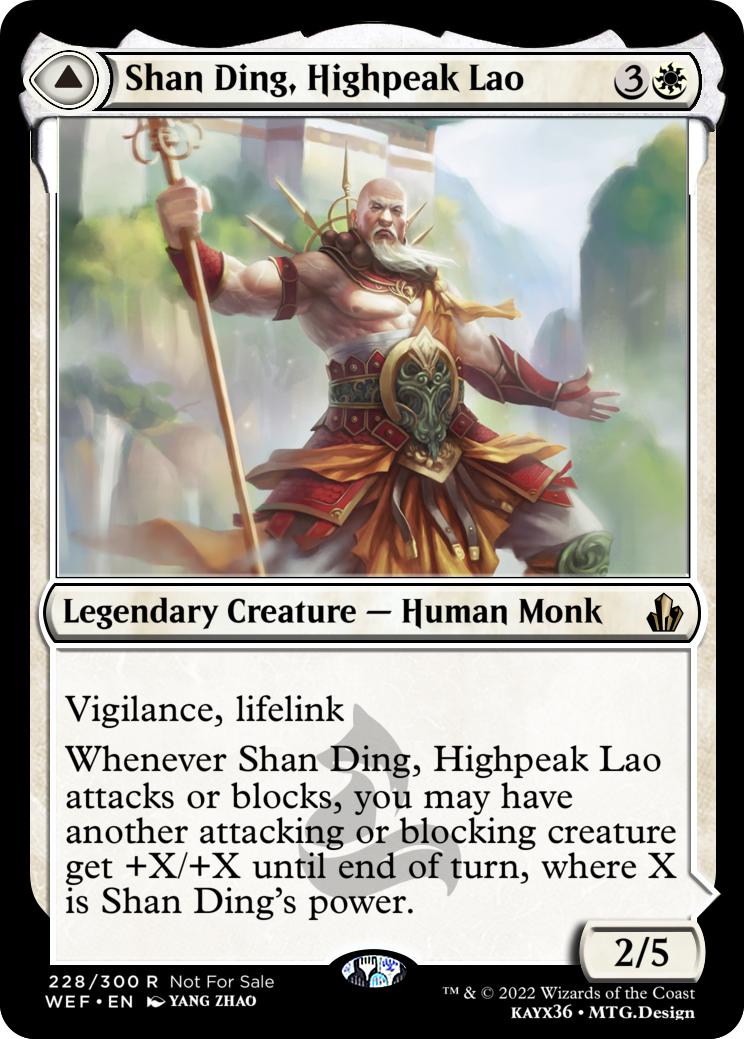 Shan Ding, Highpeak Lao 3
Legendary Creature — Human Monk
Vigilance, lifelink
Whenever Shan Ding, Highpeak Lao
attacks or blocks, you may have
another attacking or blocking creature
get +X/+X until end of turn, where X
is Shan Ding's power.
2/5
228/300 R Not For Sale
WEF • EN YANG ZHAO
™ & © 2022 Wizards of the Coast
KAYX36 • MTG.Design